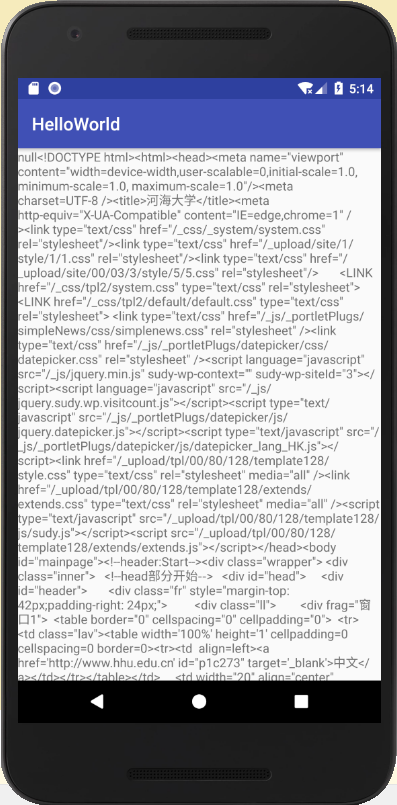 5:14
HelloWorld
null<!DOCTYPE html><html><head><meta name="viewport"
content="width=device-width,user-scalable=0,initial-scale=1.0,
minimum-scale=1.0, maximum-scale=1.0"/><meta
charset=UTF-8 /><title>河海大学</title><meta
http-equiv="X-UA-Compatible" content="IE=edge,chrome=1" /
><link type="text/css" href="/_css/_system/system.css"
rel="stylesheet"/><link type="text/css" href="/_upload/site/1/
style/1/1.css" rel="stylesheet"/><link type="text/css" href="/
_upload/site/00/03/3/style/5/5.css" rel="stylesheet"/> <LINK
href="/_css/tpl2/system.css" type="text/css" rel="stylesheet">
<LINK href="/_css/tpl2/default/default.css" type="text/css"
rel="stylesheet"> <link type="text/css" href="/_js/_portletPlugs/
simpleNews/css/simplenews.css" rel="stylesheet" /><link
type="text/css" href="/_js/_portletPlugs/datepicker/css/
datepicker.css" rel="stylesheet" /><script language="javascript"
src="/_js/jquery.min.js" sudy-wp-context="" sudy-wp-siteId="3"></
script><script language="javascript" src="/_js/
jquery.sudy.wp.visitcount.js"></script><script type="text/
javascript" src="/_js/_portletPlugs/datepicker/js/
jquery.datepicker.js"></script><script type="text/javascript" src="/
_js/_portletPlugs/datepicker/js/datepicker_lang_HK.js"></
script><link href="/_upload/tpl/00/80/128/template128/
style.css" type="text/css" rel="stylesheet" media="all" /><link
href="/_upload/tpl/00/80/128/template128/extends/
extends.css" type="text/css" rel="stylesheet" media="all" /><script
type="text/javascript" src="/_upload/tpl/00/80/128/template128/
js/sudy.js"></script><script src="/_upload/tpl/00/80/128/
template128/extends/extends.js"></script></head><body
id="mainpage"><!--header:Start--><div class="wrapper"> <div
class="inner"> <!--head部分开始--> <div id="head"> <div
id="header"> <div class="fr" style="margin-top:
42px;padding-right: 24px;"> <div class="ll"> <div frag="窗
口1"> <table border="0" cellspacing="0" cellpadding="0"> <tr>
<td class="lav"><table width='100%' height='1' cellpadding=0
cellspacing=0 border=0><tr><td align=left><a
href='http://www.hhu.edu.cn' id="p1c273" target='_blank'>中文</
a></td></tr></table></td> <td width="20" align="center"